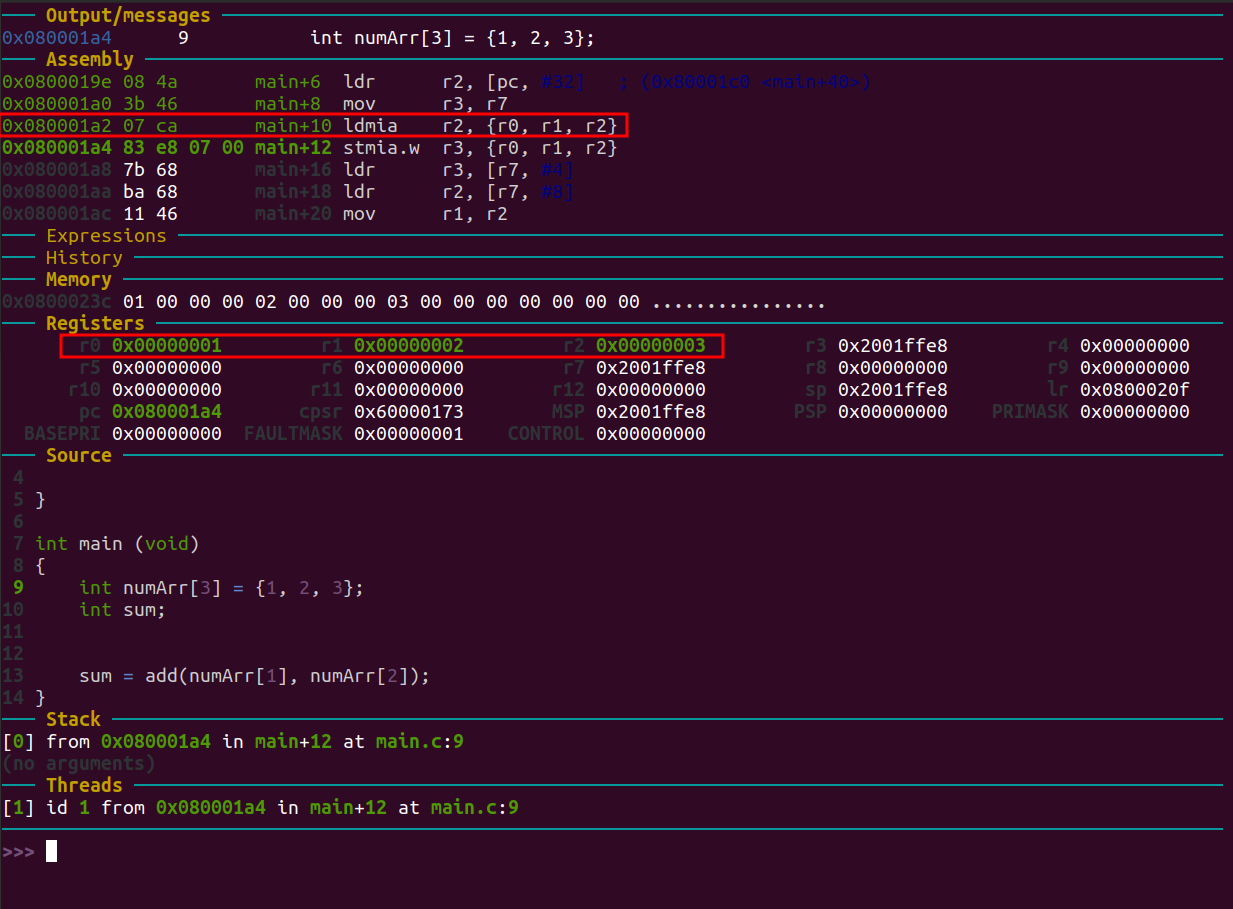 Output/messages
0x080001a4 9 int numArr[3] = {1, 2, 3};
Assembly
0x0800019e 08 4a main+6 ldr r2, [pc, #32] ; (0x80001c0 <main+40>)
0x080001a0 3b 46 main+8 mov r3, r7
0x080001a2 07 ca main+10 ldmia r2, {r0, r1, r2}
0x080001a4 83 e8 07 00 main+12 stmia.w r3, {r0, r1, r2}
0x080001a8 7b 68 main+16 ldr r3, [r7, #4]
0x080001aa ba 68 main+18 ldr r2, [r7, #8]
0x080001ac 11 46 main+20 mov r1, r2
Expressions
History
Memory
0x0800023c 01 00 00 00 02 00 00 00 03 00 00 00 00 00 00 00 ................
Registers
r0 0x00000001 r1 0x00000002 r2 0x00000003 r3 0x2001ffe8 r4 0x00000000
r5 0x00000000 r6 0x00000000 r7 0x2001ffe8 r8 0x00000000 r9 0x00000000
r10 0x00000000 r11 0x00000000 r12 0x00000000 sp 0x2001ffe8 lr 0x0800020f
pc 0x080001a4 cpsr 0x60000173 MSP 0x2001ffe8 PSP 0x00000000 PRIMASK 0x00000000
BASEPRI 0x00000000 FAULTMASK 0x00000001 CONTROL 0x00000000
Source
4
5 }
6
7 int main (void)
8 {
9 int numArr[3] = {1, 2, 3};
10 int sum;
11
12
13 sum = add(numArr[1], numArr[2]);
14 }
Stack
[0] from 0x080001a4 in main+12 at main.c:9
(no arguments)
Threads
[1] id 1 from 0x080001a4 in main+12 at main.c:9
>>>